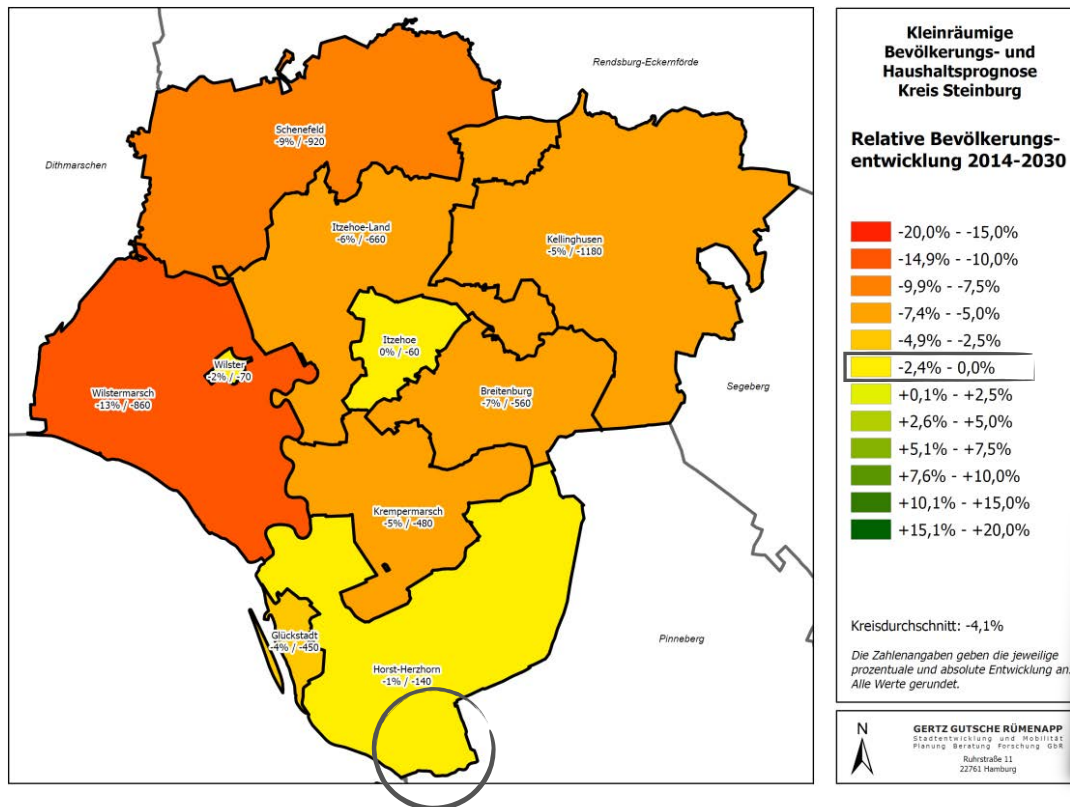 Rendsburg-Eckernförde
Dithmarschen
Schenefeld
-9% / -920
Itzehoe-Land
-6% / -660
Kellinghusen
-5% / -1180
Itzehoe
0% / -60
Wilster
-2% / -70
Wilstermarsch
-13% / -860
Breitenburg
-7% / -560
Segeberg
Krempermarsch
-5% / -480
Glückstadt
-4% / -450
Pinneberg
Horst-Herzhorn
-1% / -140
Kleinräumige
Bevölkerungs- und
Haushaltsprognose
Kreis Steinburg
Relative Bevölkerungs-
entwicklung 2014-2030
-20,0% - -15,0%
-14,9% - -10,0%
-9,9% - -7,5%
-7,4% - -5,0%
-4,9% - -2,5%
-2,4% - 0,0%
+0,1% - +2,5%
+2,6% - +5,0%
+5,1% - +7,5%
+7,6% - +10,0%
+10,1% - +15,0%
+15,1% - +20,0%
Kreisdurchschnitt: -4,1%
Die Zahlenangaben geben die jeweilige
prozentuale und absolute Entwicklung an.
Alle Werte gerundet.
N
GERTZ GUTSCHE RÜMENAPP
Stadtentwicklung und Mobilität
Planung Beratung Forschung GbR
Ruhrstraße 11
22761 Hamburg